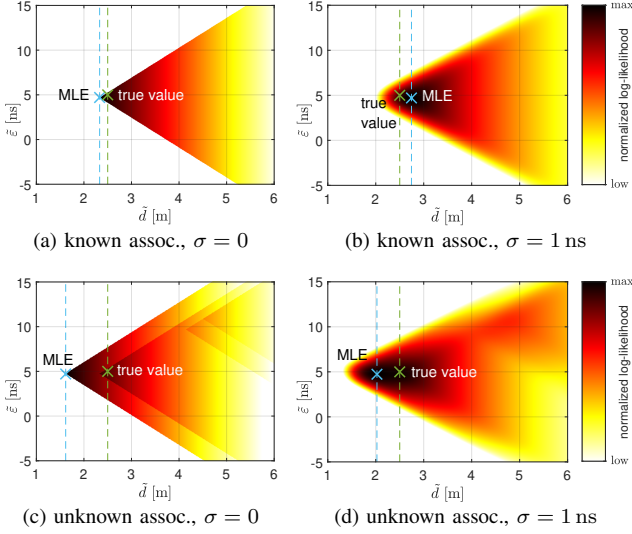 15
10
5
0
-5
ε̃ [ns]
MLE
true value
1 2 3 4 5 6
d̃ [m]
(a) known assoc., σ = 0
15
10
5
0
-5
ε̃ [ns]
true
value
MLE
1 2 3 4 5 6
d̃ [m]
(b) known assoc., σ = 1 ns
max
normalized log-likelihood
low
15
10
5
0
-5
ε̃ [ns]
MLE
true value
1 2 3 4 5 6
d̃ [m]
(c) unknown assoc., σ = 0
15
10
5
0
-5
ε̃ [ns]
MLE
true value
1 2 3 4 5 6
d̃ [m]
(d) unknown assoc., σ = 1 ns
max
normalized log-likelihood
low